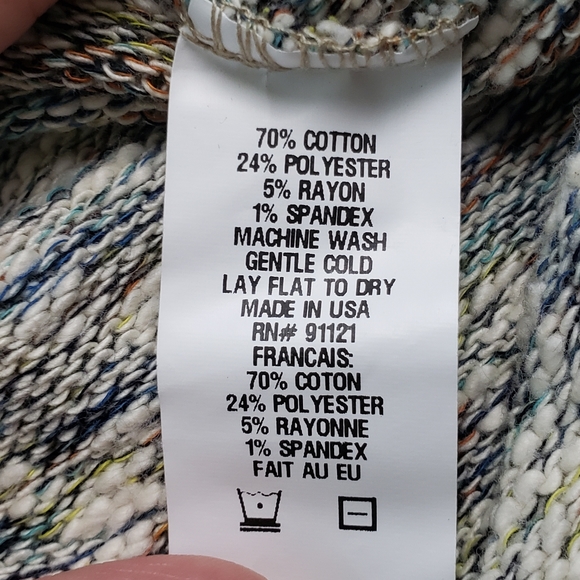 70% COTTON
24% POLYESTER
5% RAYON
1% SPANDEX
MACHINE WASH
GENTLE COLD
LAY FLAT TO DRY
MADE IN USA
RN# 91121
FRANCAIS:
70% COTON
24% POLYESTER
5% RAYONNE
1% SPANDEX
FAIT AU EU